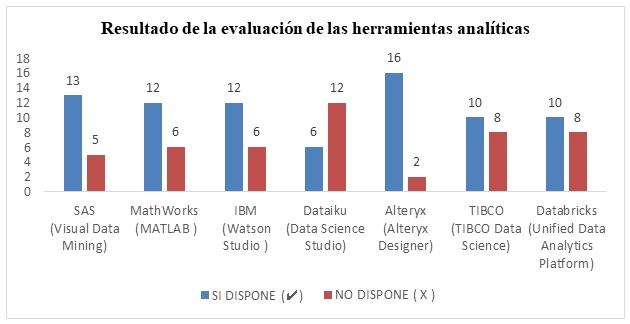 Resultado de la evaluación de las herramientas analíticas
18
16
14
12
10
8
6
4
2
0
13
5
12
6
12
6
6
12
16
2
10
8
10
8
SAS
(Visual Data
Mining)
MathWorks
(MATLAB )
IBM
(Watson
Studio )
Dataiku
(Data Science
Studio)
Alteryx
(Alteryx
Designer)
TIBCO
(TIBCO Data
Science)
Databricks
(Unified Data
Analytics
Platform)
SI DISPONE (✔) NO DISPONE ( X )